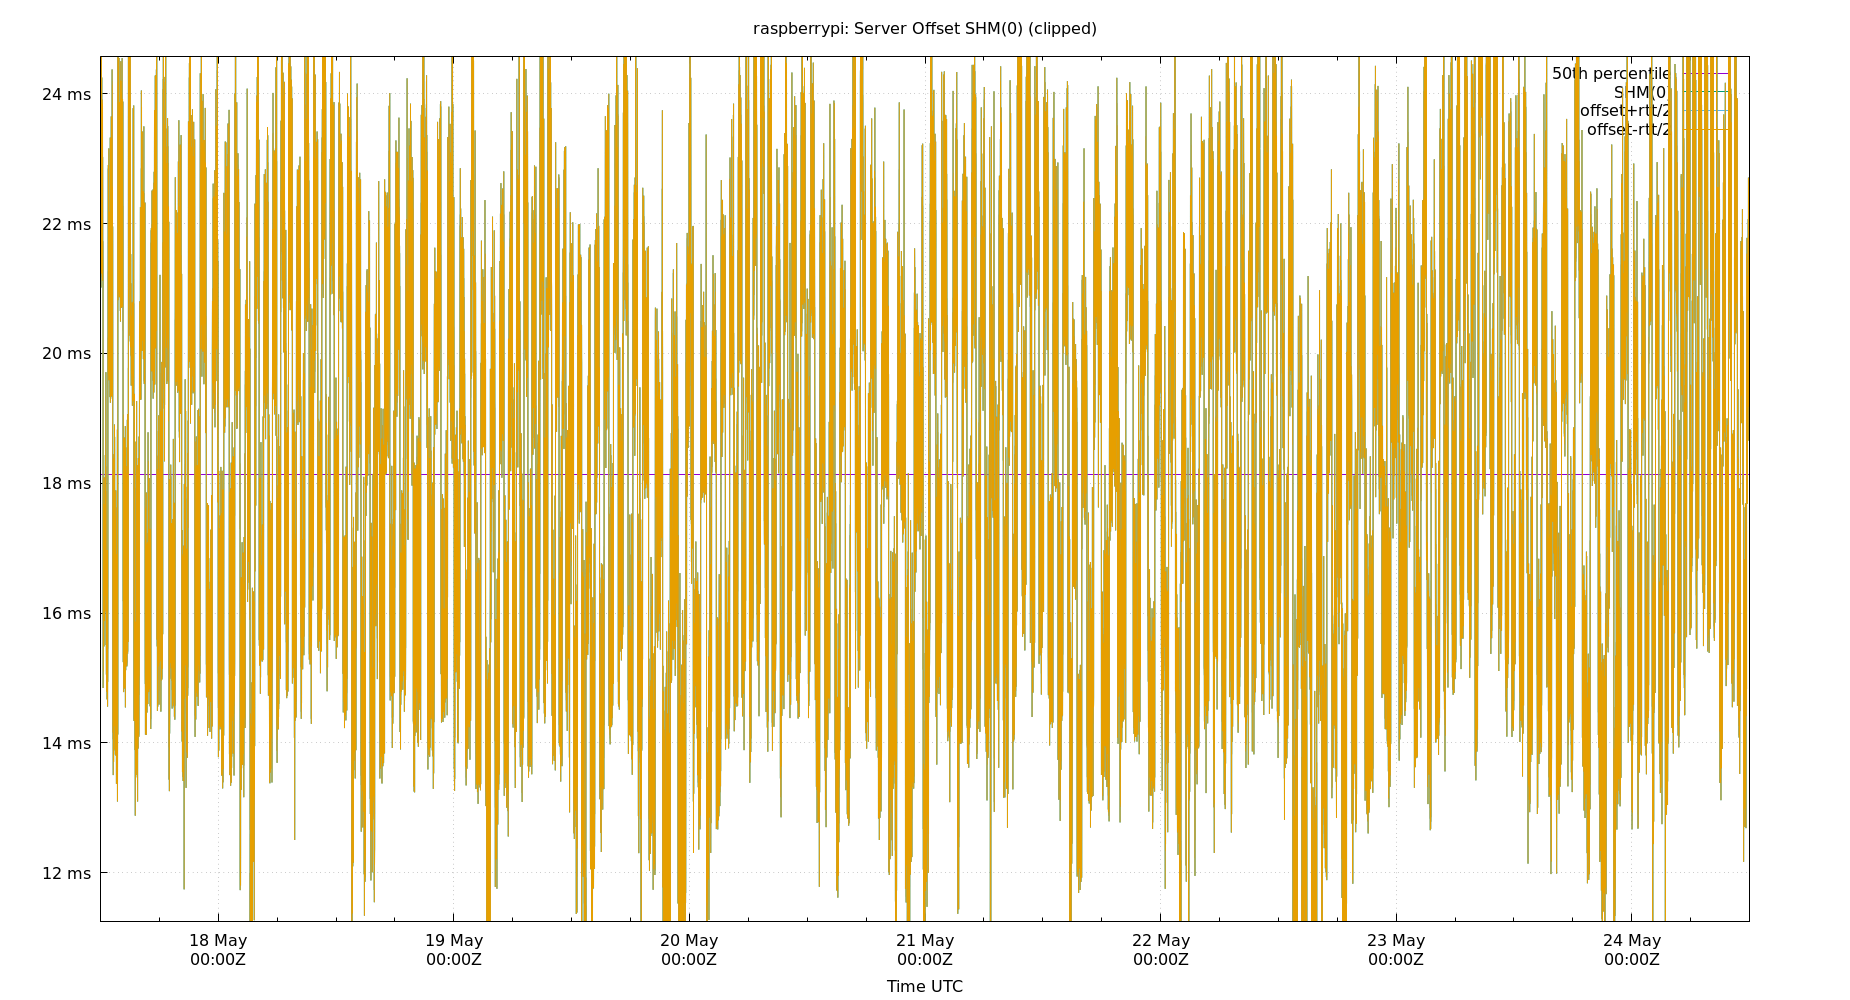 raspberrypi: Server Offset SHM(0) (clipped)
50th percentile
SHM(0)
offset+rtt/2
offset-rtt/2
24 ms
22 ms
20 ms
18 ms
16 ms
14 ms
12 ms
18 May 19 May 20 May 21 May 22 May 23 May 24 May
00:00Z 00:00Z 00:00Z 00:00Z 00:00Z 00:00Z 00:00Z
Time UTC